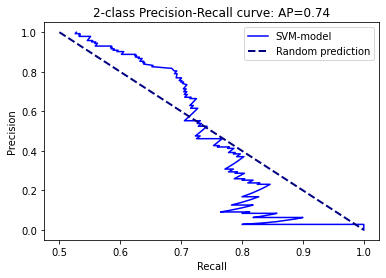 2-class Precision-Recall curve: AP=0.74
SVM-model
Random prediction
Precision
1.0
0.8
0.6
0.4
0.2
0.0
0.5 0.6 0.7 0.8 0.9 1.0
Recall